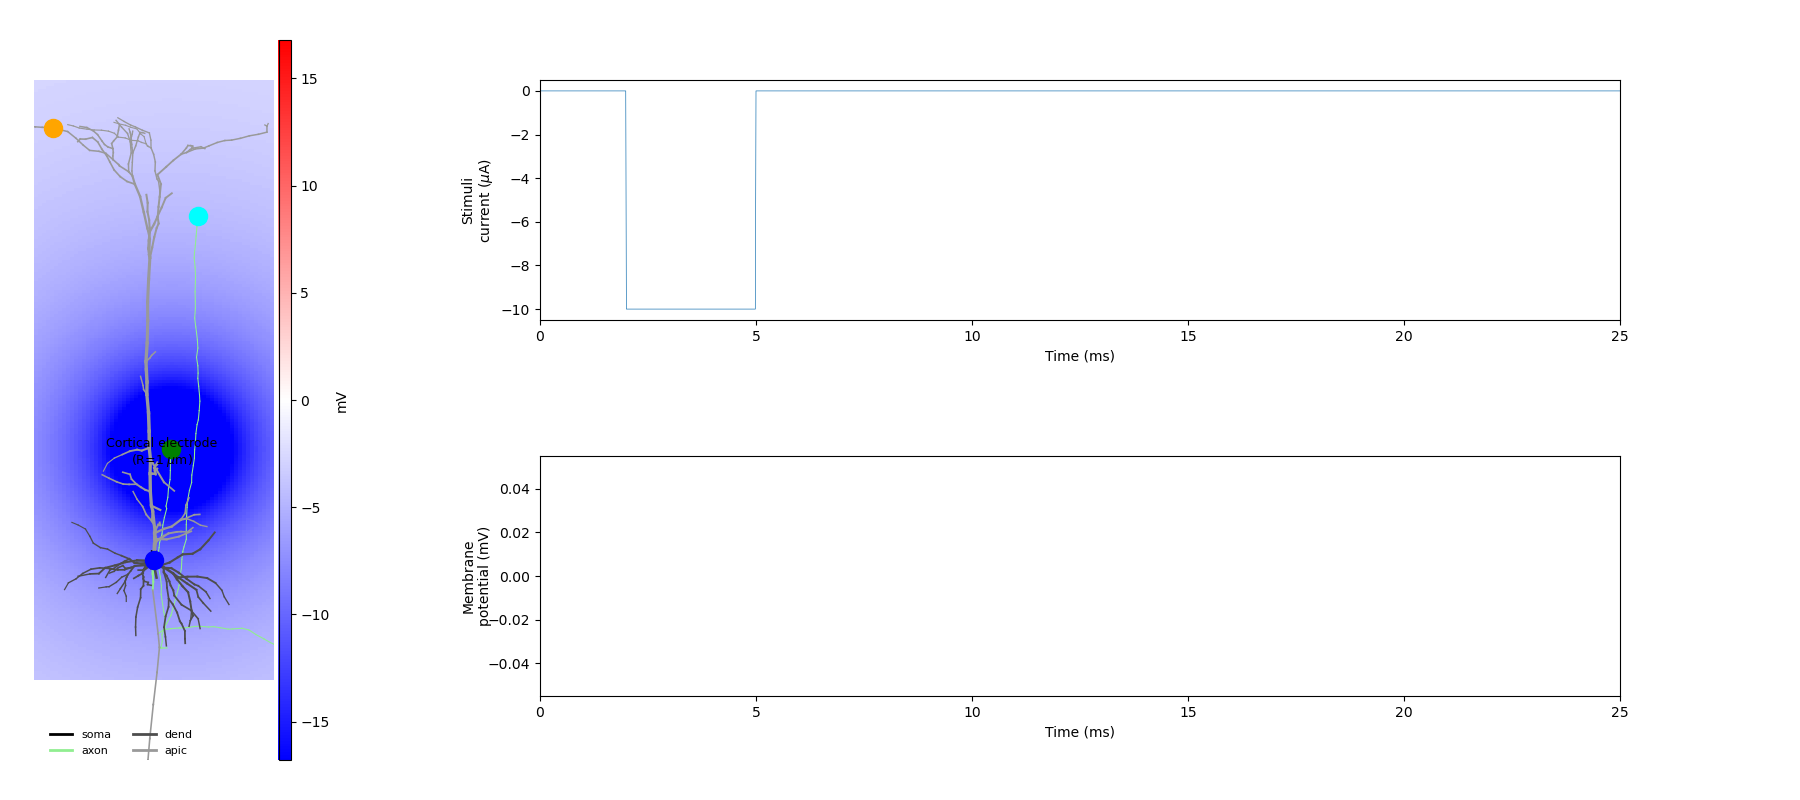 15
10
5
0
−5
−10
−15
mV
Cortical electrode
soma
dend
axon
apic
0
−2
−4
−6
−8
−10
Stimuli
current (μA)
0 5 10 15 20 25
Time (ms)
0.04
0.02
0.00
−0.02
−0.04
Membrane
potential (mV)
0 5 10 15 20 25
Time (ms)